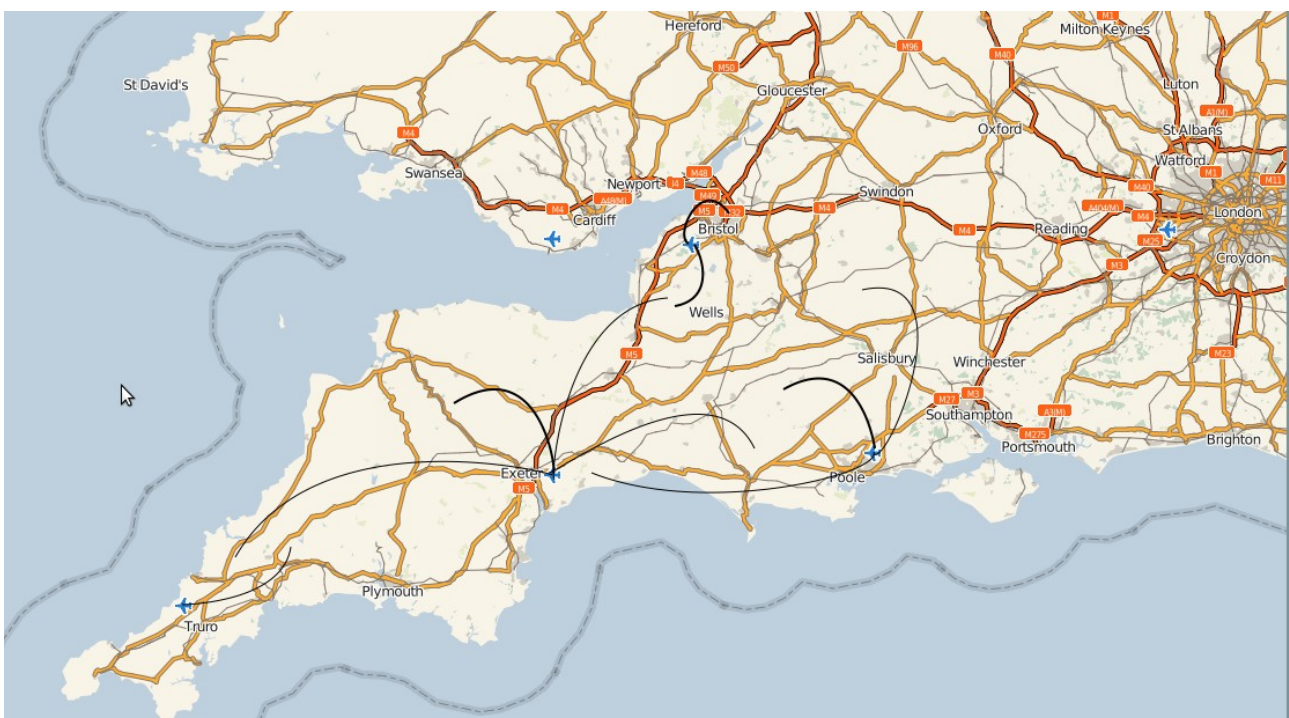 Hereford
M1
Milton Keynes
M96
M40
M50
St David's
Gloucester
Luton
A1(M)
M4
Oxford
St Albans
Watford
Swansea
M48
M1
M11
Newport
M40
M49
Swindon
A48(M)
M4
M5
M4
A404(M)
M4
London
Cardiff
Bristol
M4
Reading
M25
Croydon
M3
Wells
M5
Salisbury
Winchester
M23
M27
M3
Southampton
A3(M)
M275
Portsmouth
Brighton
Exeter
M5
Poole
Plymouth
Truro